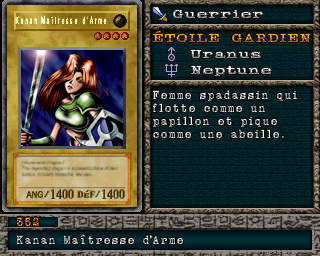 Kanan Maîtresse d'Arme
ANG/1400 DÉF/1400
Guerrier
ÉTOILE GARDIEN
Uranus
Neptune
Femme spadassin qui
flotte comme un
papillon et pique
comme une abeille.
352
Kanan Maîtresse d'Arme